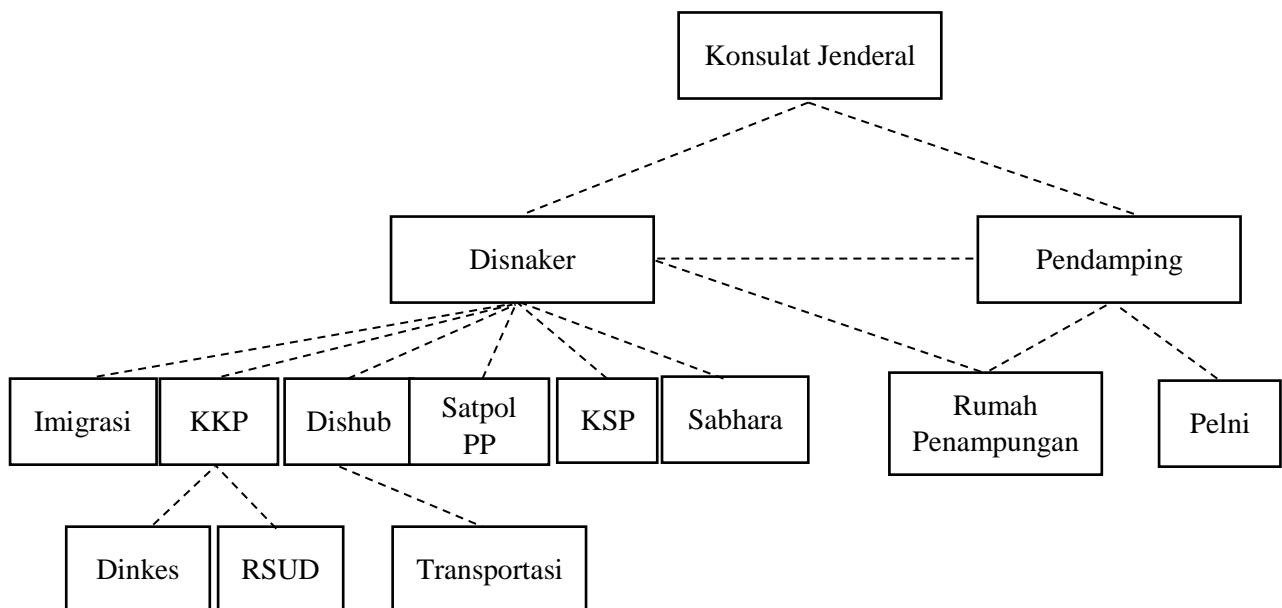 Konsulat Jenderal
Disnaker
Pendamping
Imigrasi
KKP
Dishub
Satpol
PP
KSP
Sabhara
Rumah
Penampungan
Pelni
Dinkes
RSUD
Transportasi